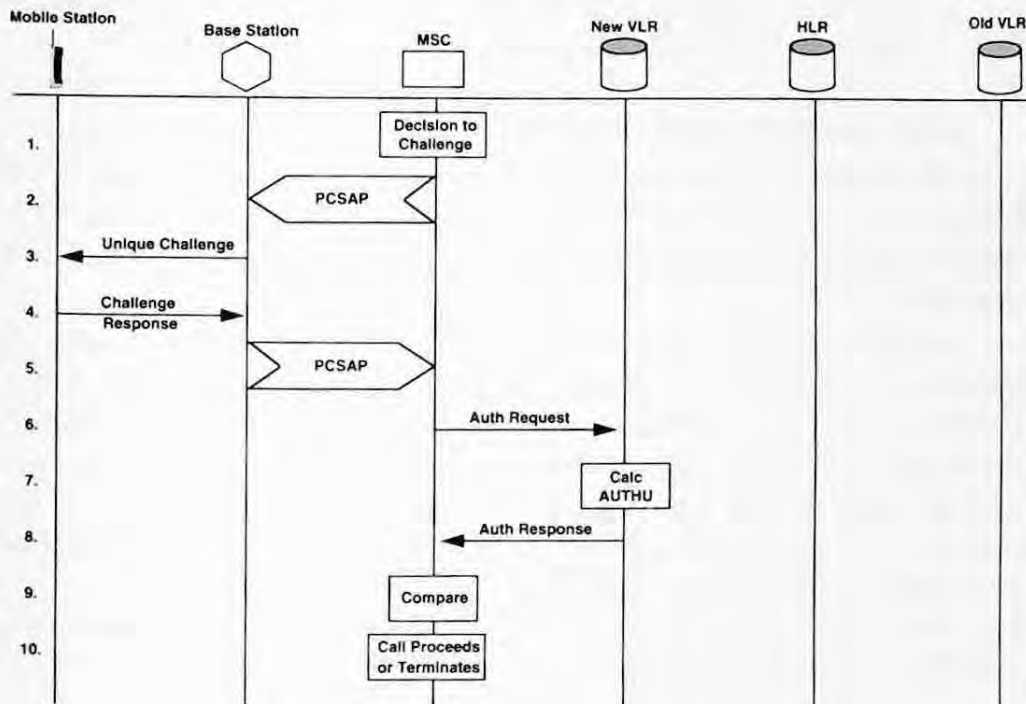 Mobile Station
Base Station
MSC
New VLR
HLR
Old VLR
1.
Decision to
Challenge
2.
PCSAP
3.
Unique Challenge
4.
Challenge
Response
5.
PCSAP
6.
Auth Request
7.
Calc
AUTHU
8.
Auth Response
9.
Compare
10.
Call Proceeds
or Terminates